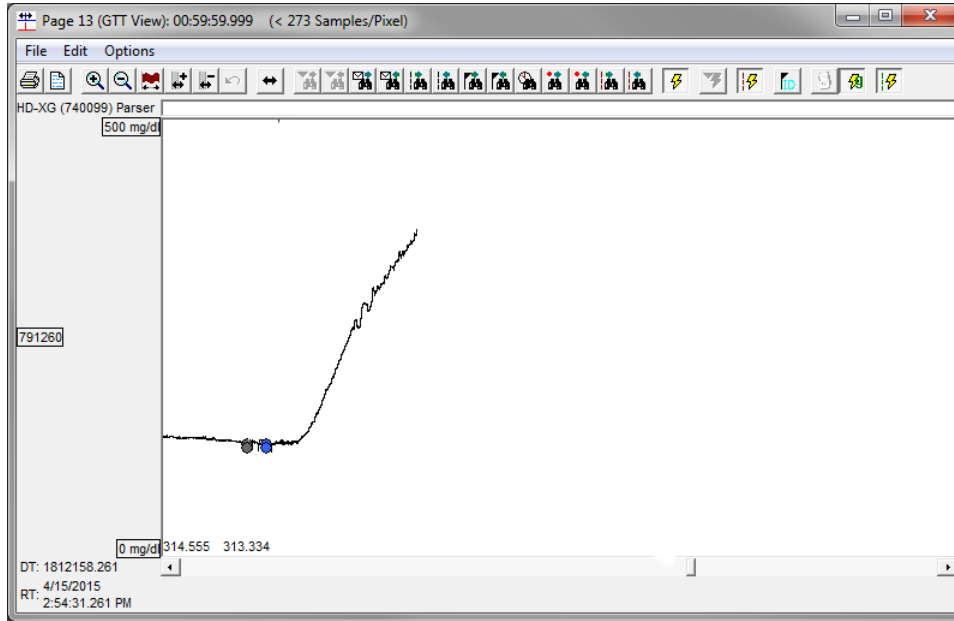 Page 13 (GTT View): 00:59:59.999 (< 273 Samples/Pixel)
File Edit Options
ID
HD-XG (740099) Parser
500 mg/dl
791260
0 mg/dl 314.555 313.334
DT: 1812158.261
RT: 4/15/2015
2:54:31.261 PM